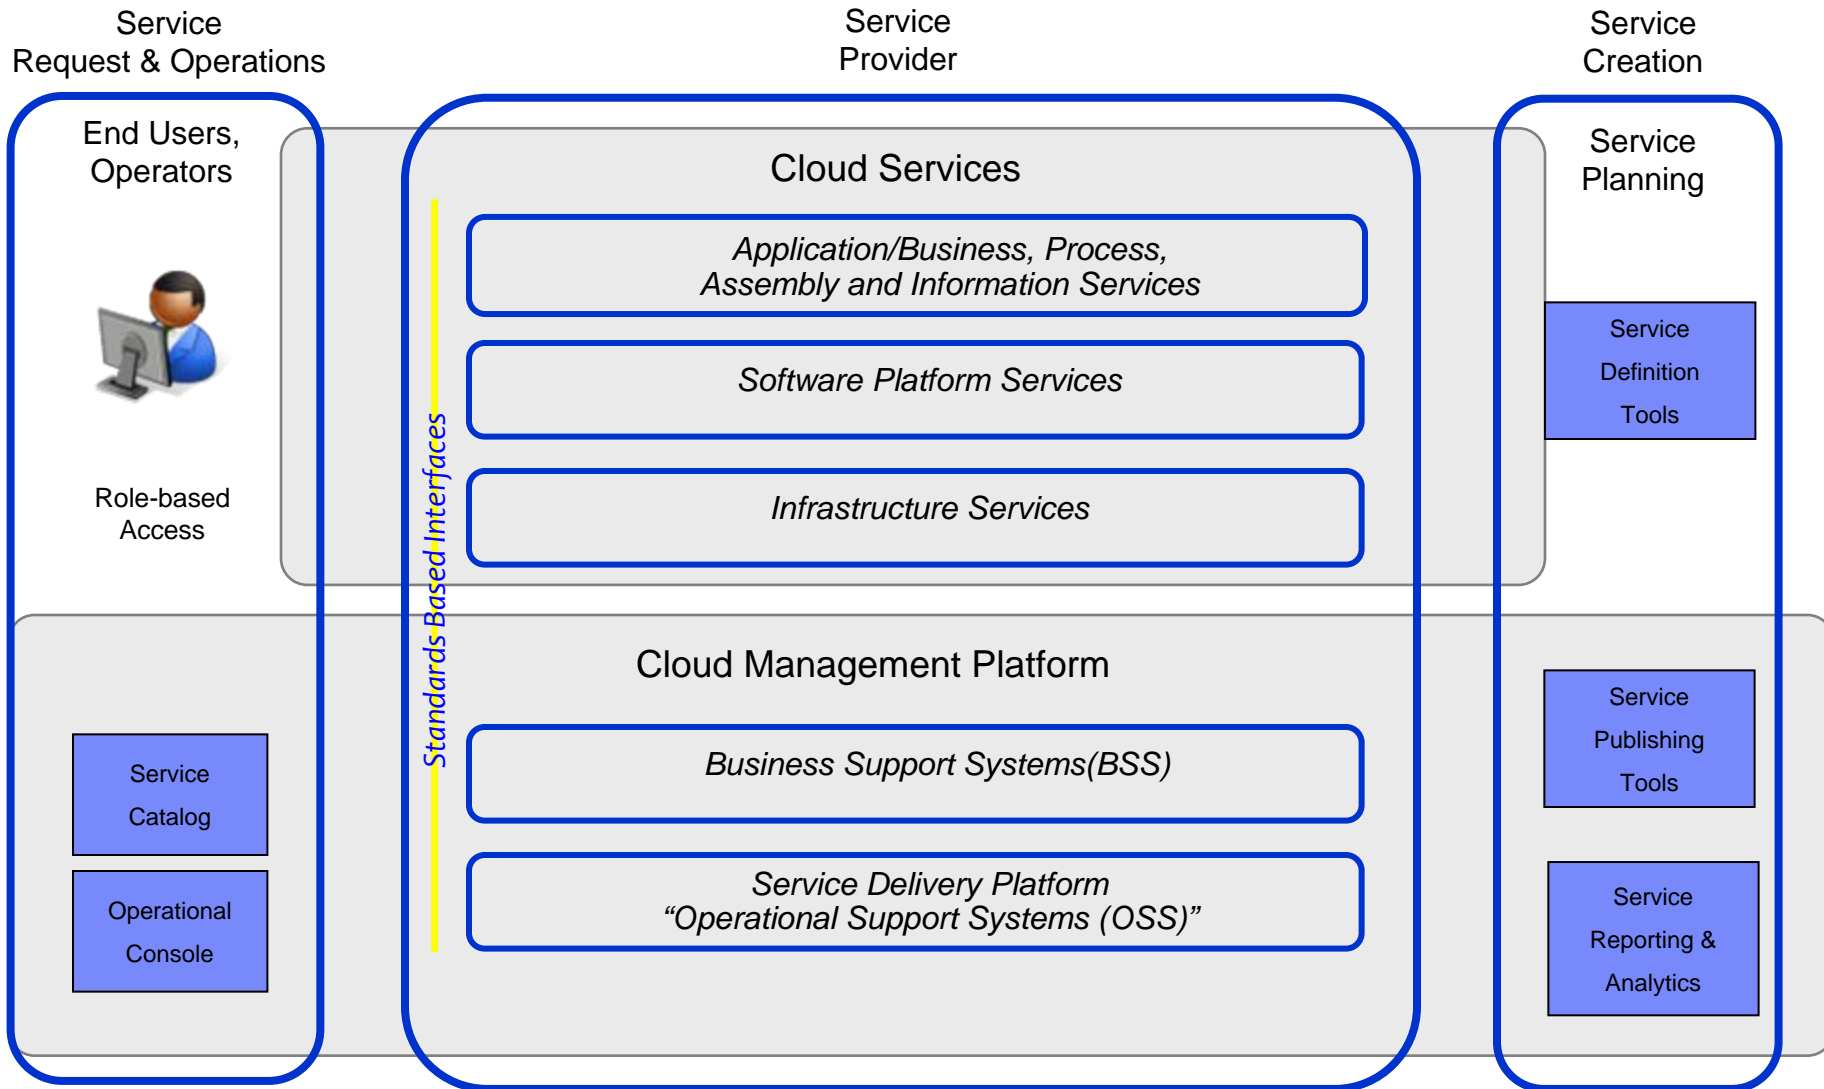 Service
Request & Operations
Service
Provider
Service
Creation
End Users,
Operators
Role-based
Access
Service
Catalog
Operational
Console
Standards Based Interfaces
Cloud Services
Application/Business, Process,
Assembly and Information Services
Software Platform Services
Infrastructure Services
Cloud Management Platform
Business Support Systems(BSS)
Service Delivery Platform
“Operational Support Systems (OSS)”
Service
Planning
Service
Definition
Tools
Service
Publishing
Tools
Service
Reporting &
Analytics